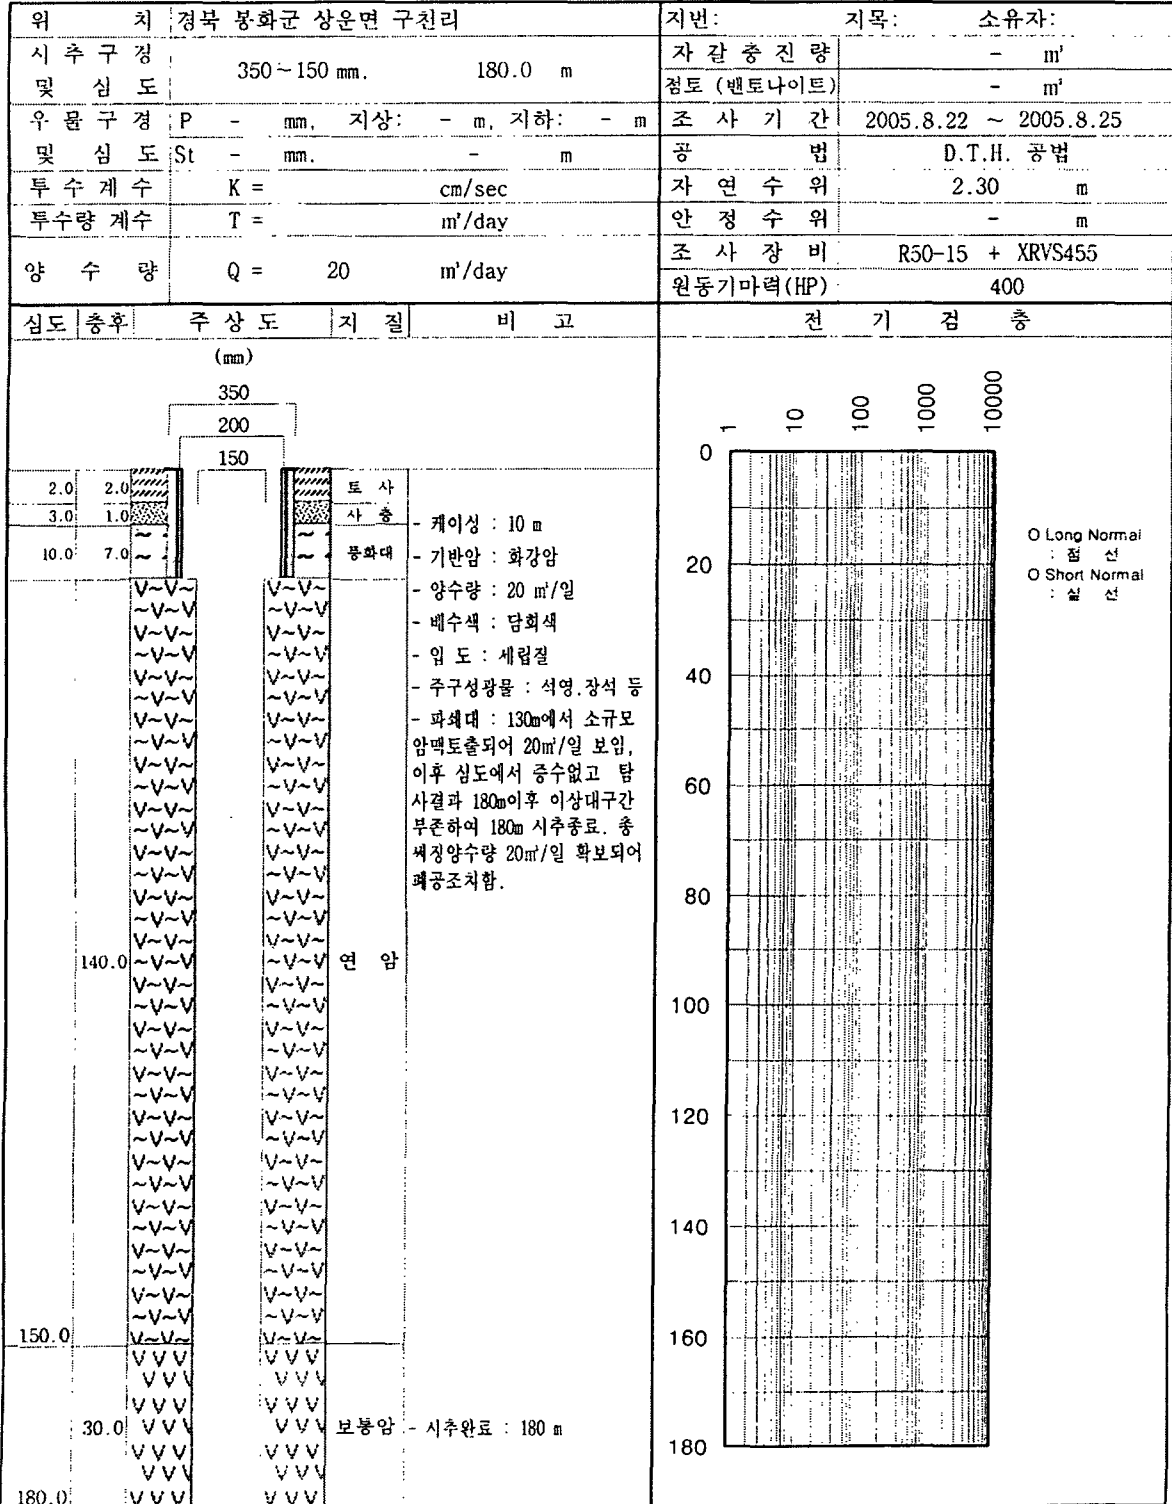 위 치 경북 봉화군 상운면 구천리
지번: 지목: 소유자:
시 추 구 경 및 심 도 350~150 mm. 180.0 m
자 갈 충 진 량 - ㎥
점토 (벤토나이트) - ㎥
우 물 구 경 P - mm, 지상: - m, 지하: - m
조 사 기 간 2005.8.22 ~ 2005.8.25
및 심 도 St - mm. - m
공 법 D.T.H. 공법
투 수 계 수 K = cm/sec
자 연 수 위 2.30 m
투수량 계수 T = ㎥/day
안 정 수 위 - m
양 수 량 Q = 20 ㎥/day
조 사 장 비 R50-15 + XRVS455
원동기마력(HP) 400
심도 층후 주 상 도 지 질 비 고
전 기 검 층
(mm)
350
200
150
2.0 2.0 토 사
3.0 1.0 사 층
10.0 7.0 풍화대
- 케이싱 : 10 m
- 기반암 : 화강암
- 양수량 : 20 ㎥/일
- 배수색 : 담회색
- 입 도 : 세립질
- 주구성광물 : 석영.장석 등
- 파쇄대 : 130m에서 소규모
암맥토출되어 20㎥/일 보임,
이후 심도에서 증수없고 탐
사결과 180m이후 이상대구간
부존하여 180m 시추종료. 총
써징양수량 20㎥/일 확보되어
폐공조치함.
140.0 연 암
150.0
30.0 보통암 - 시추완료 : 180 m
180.0
1 10 100 1000 10000
0
20
40
60
80
100
120
140
160
180
O Long Normal
: 점 선
O Short Normal
: 실 선